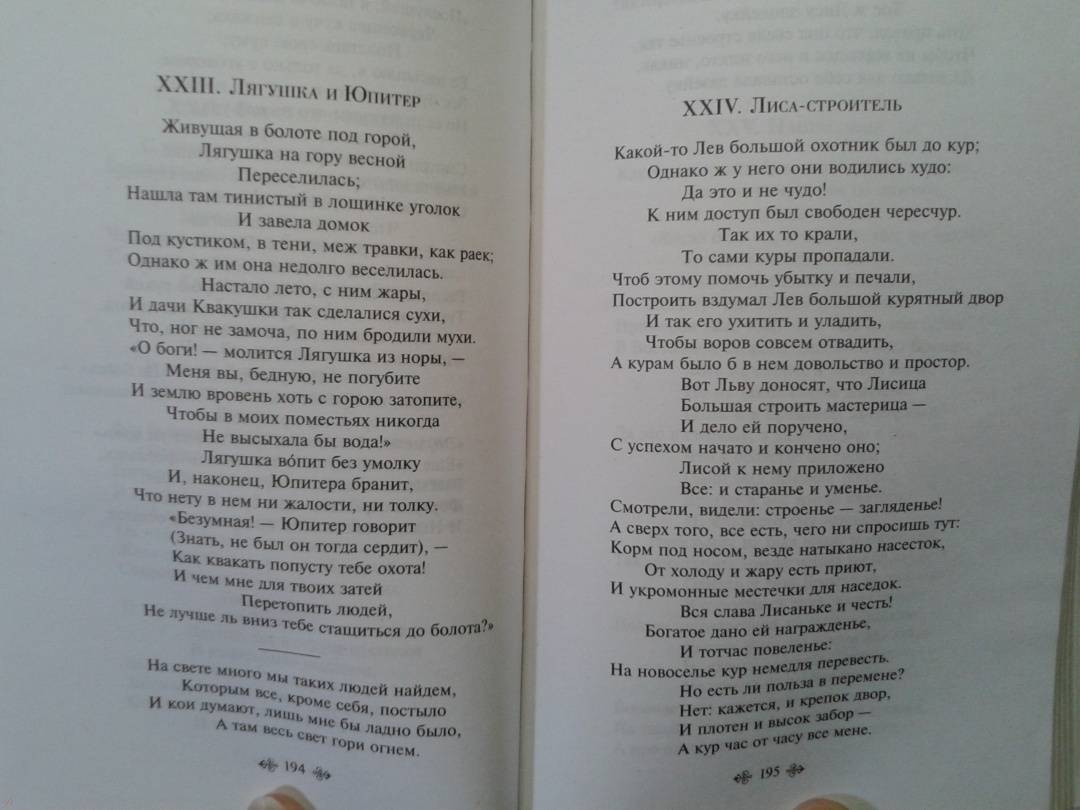 XXIII. Лягушка и Юпитер
Живущая в болоте под горой,
Лягушка на гору весной
Переселилась;
Нашла там тинистый в лощинке уголок
И завела домок
Под кустиком, в тени, меж травки, как раек;
Однако ж им она недолго веселилась.
Настало лето, с ним жары,
И дачи Квакушки так сделалися сухи,
Что, ног не замоча, по ним бродили мухи.
«О боги! — молится Лягушка из норы, —
Меня вы, бедную, не погубите
И землю вровень хоть с горою затопите,
Чтобы в моих поместьях никогда
Не высыхала бы вода!»
Лягушка во́пит без умолку
И, наконец, Юпитера бранит,
Что нету в нем ни жалости, ни толку.
«Безумная! — Юпитер говорит
(Знать, не был он тогда сердит), —
Как квакать попусту тебе охота!
И чем мне для твоих затей
Перетопить людей,
Не лучше ль вниз тебе стащиться до болота?»
На свете много мы таких людей найдем,
Которым все, кроме себя, постыло
И кои думают, лишь мне бы ладно было,
А там весь свет гори огнем.
194
XXIV. Лиса-строитель
Какой-то Лев большой охотник был до кур;
Однако ж у него они водились худо:
Да это и не чудо!
К ним доступ был свободен чересчур.
Так их то крали,
То сами куры пропадали.
Чтоб этому помочь убытку и печали,
Построить вздумал Лев большой курятный двор
И так его ухитить и уладить,
Чтобы воров совсем отвадить,
А курам было б в нем довольство и простор.
Вот Льву доносят, что Лисица
Большая строить мастерица —
И дело ей поручено,
С успехом начато и кончено оно;
Лисой к нему приложено
Все: и старанье и уменье.
Смотрели, видели: строенье — загляденье!
А сверх того, все есть, чего ни спросишь тут:
Корм под носом, везде натыкано насесток,
От холоду и жару есть приют,
И укромонные местечки для наседок.
Вся слава Лисаньке и честь!
Богатое дано ей награжденье,
И тотчас повеленье:
На новоселье кур немедля перевесть.
Но есть ли польза в перемене?
Нет: кажется, и крепок двор,
И плотен и высок забор —
А кур час от часу все мене.
195